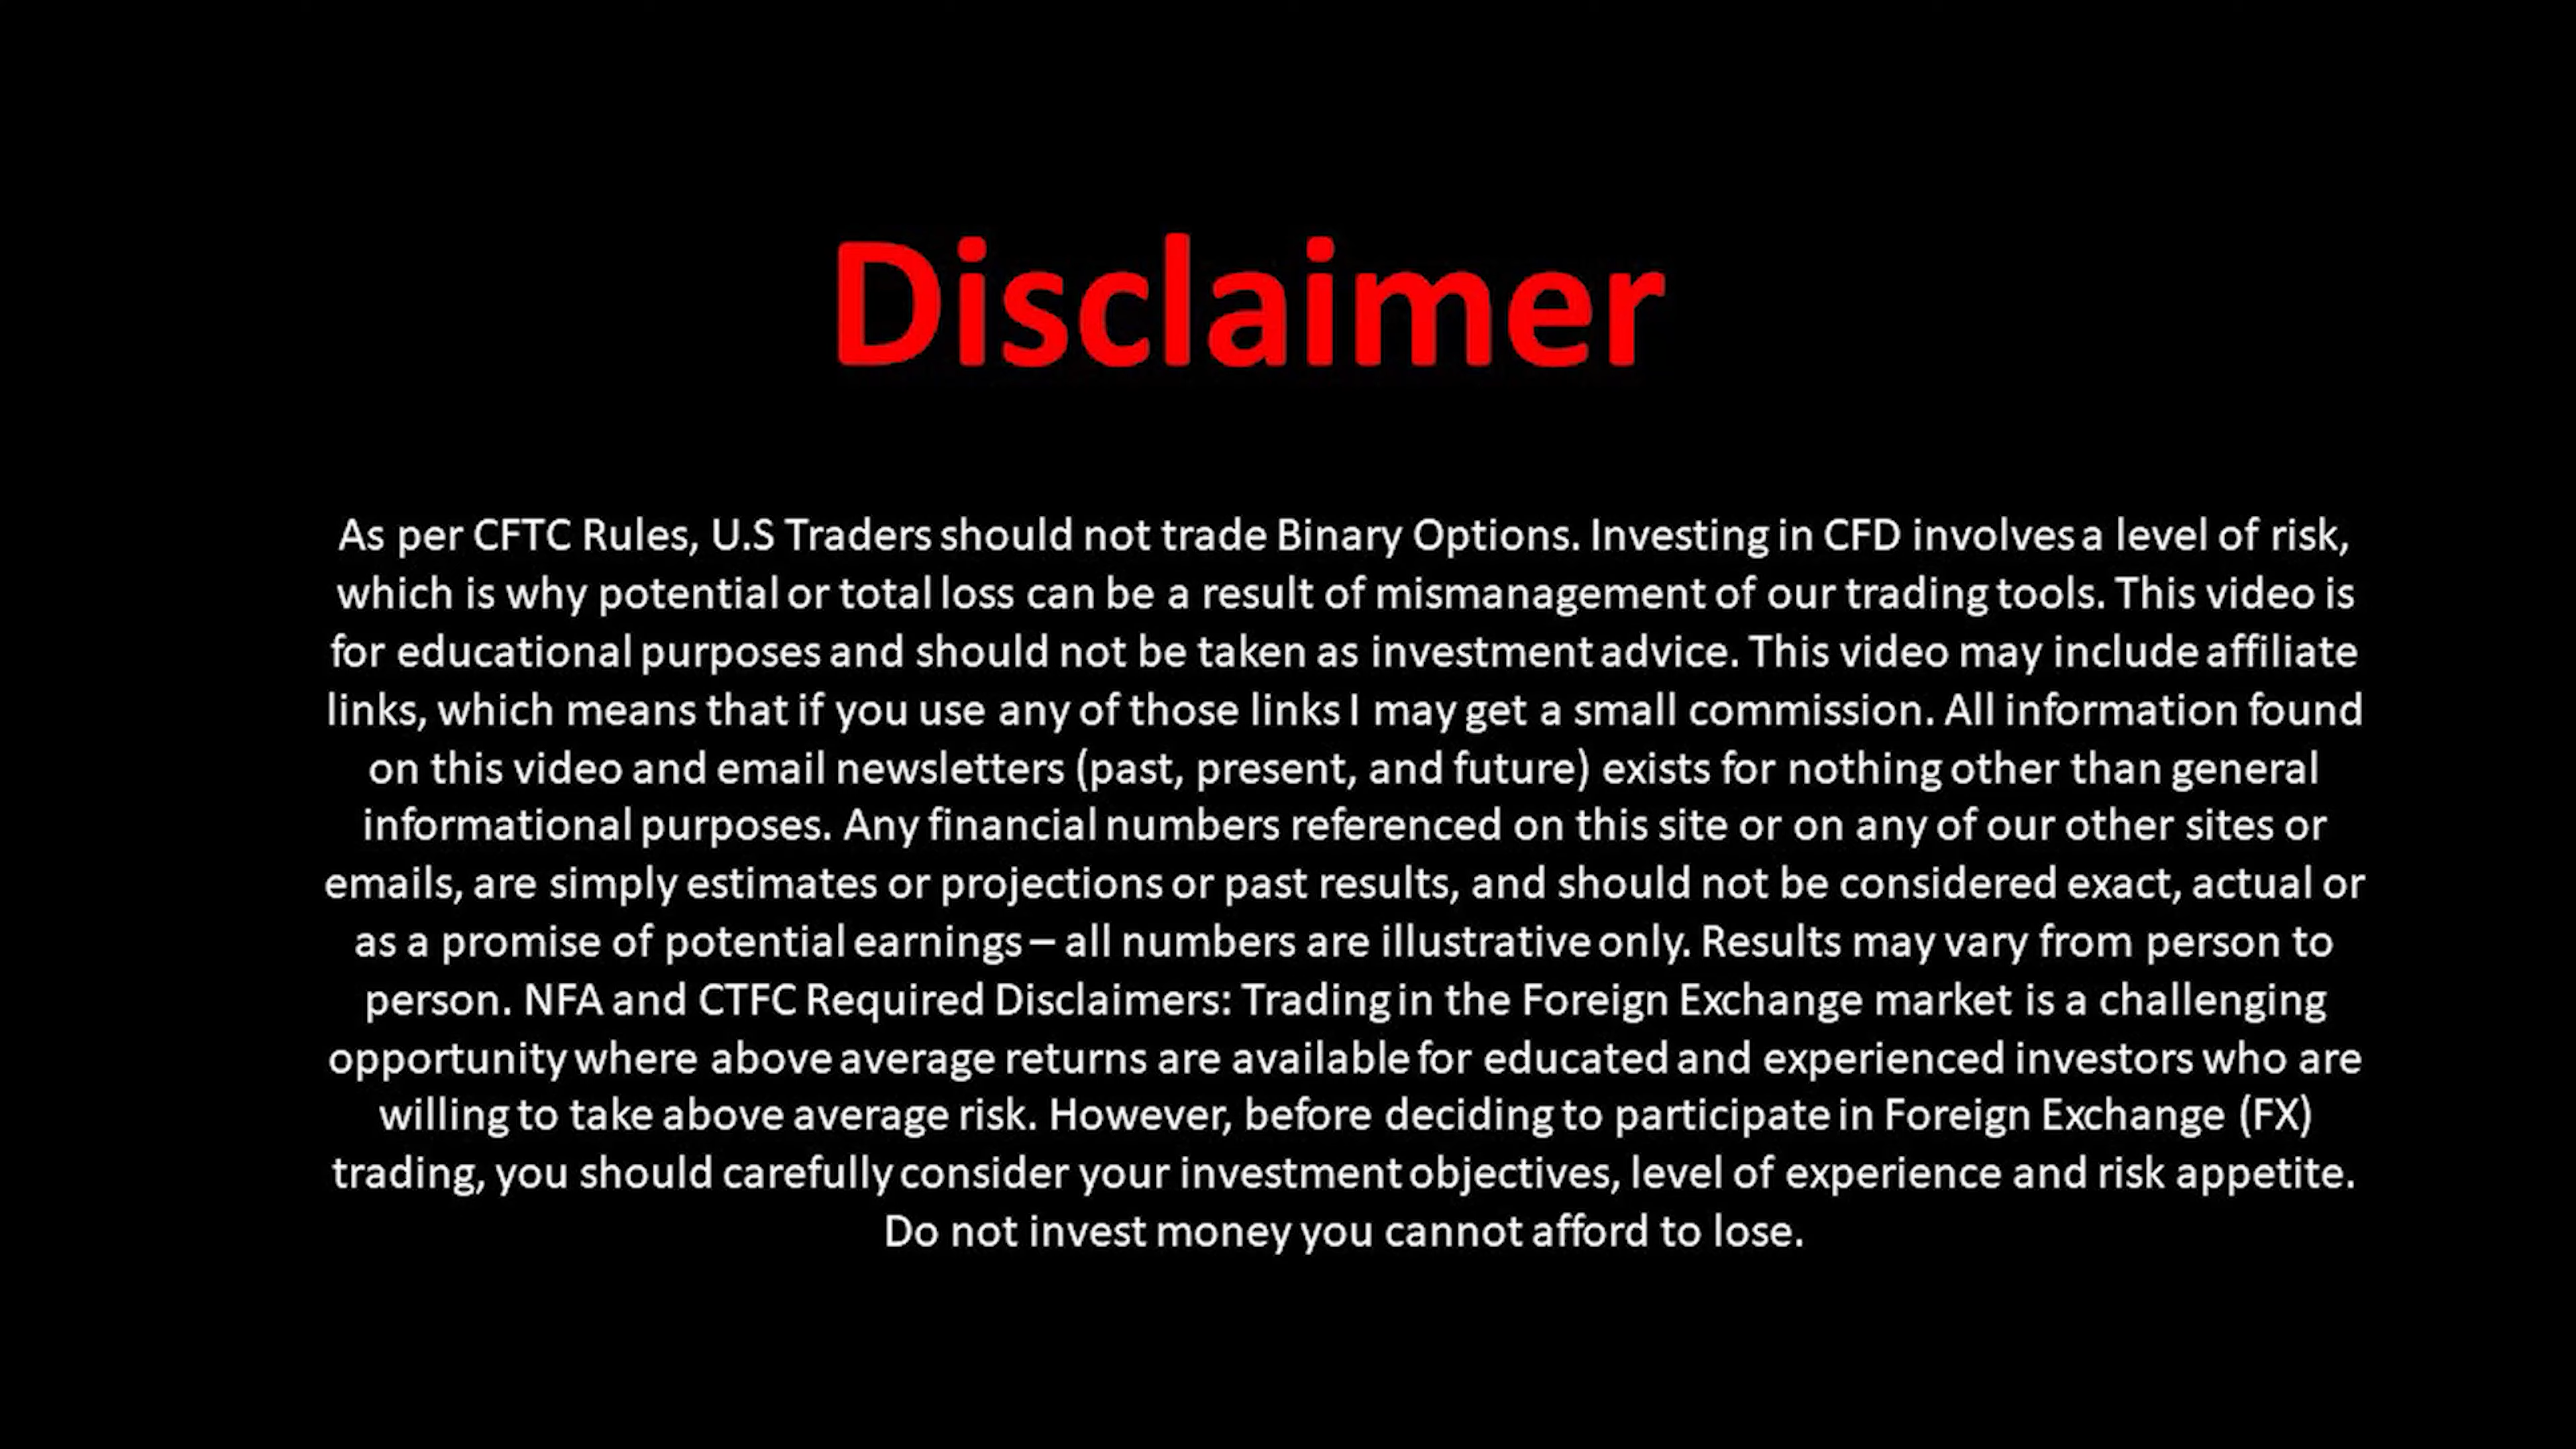 Disclaimer
As per CFTC Rules, U.S Traders should not trade Binary Options. Investing in CFD involves a level of risk,
which is why potential or total loss can be a result of mismanagement of our trading tools. This video is
for educational purposes and should not be taken as investment advice. This video may include affiliate
links, which means that if you use any of those links I may get a small commission. All information found
on this video and email newsletters (past, present, and future) exists for nothing other than general
informational purposes. Any financial numbers referenced on this site or on any of our other sites or
emails, are simply estimates or projections or past results, and should not be considered exact, actual or
as a promise of potential earnings – all numbers are illustrative only. Results may vary from person to
person. NFA and CTFC Required Disclaimers: Trading in the Foreign Exchange market is a challenging
opportunity where above average returns are available for educated and experienced investors who are
willing to take above average risk. However, before deciding to participate in Foreign Exchange (FX)
trading, you should carefully consider your investment objectives, level of experience and risk appetite.
Do not invest money you cannot afford to lose.